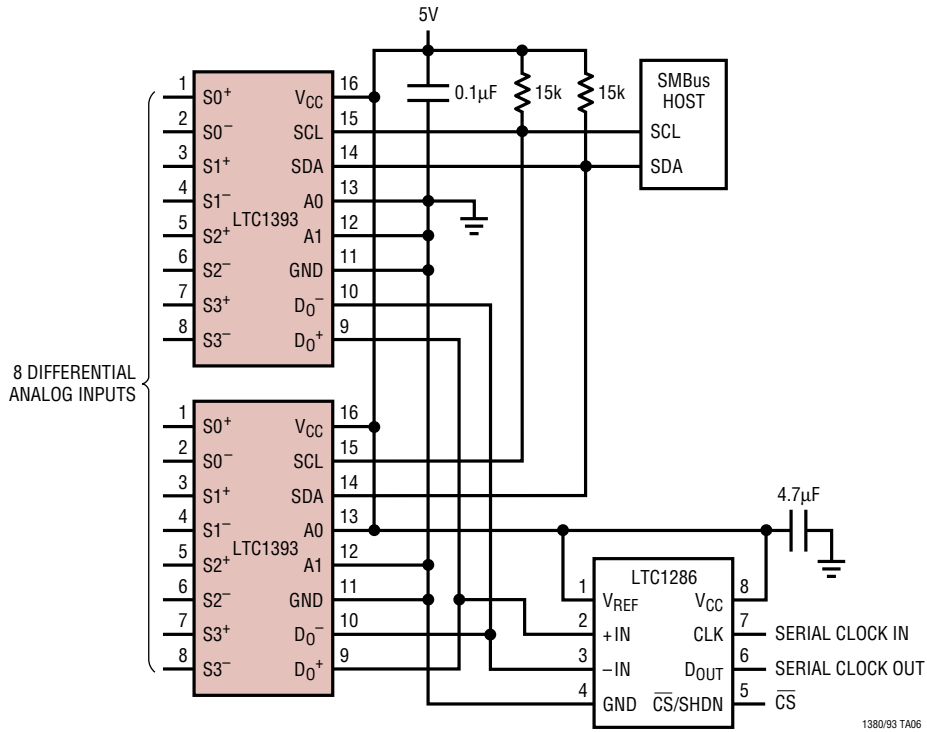 5V
0.1µF
15k
15k
SMBus
HOST
SCL
SDA
8 DIFFERENTIAL
ANALOG INPUTS
LTC1393
1 S0+
2 S0−
3 S1+
4 S1−
5 S2+
6 S2−
7 S3+
8 S3−
16 VCC
15 SCL
14 SDA
13 A0
12 A1
11 GND
10 DO−
9 DO+
LTC1393
1 S0+
2 S0−
3 S1+
4 S1−
5 S2+
6 S2−
7 S3+
8 S3−
16 VCC
15 SCL
14 SDA
13 A0
12 A1
11 GND
10 DO−
9 DO+
4.7µF
LTC1286
1 VREF
2 +IN
3 −IN
4 GND
8 VCC
7 CLK
6 DOUT
5 CS/SHDN
SERIAL CLOCK IN
SERIAL CLOCK OUT
CS
1380/93 TA06